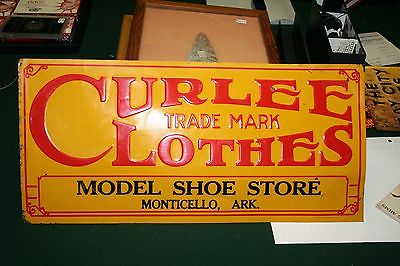 CURLEE
TRADE MARK
CLOTHES
MODEL SHOE STORE
MONTICELLO, ARK.